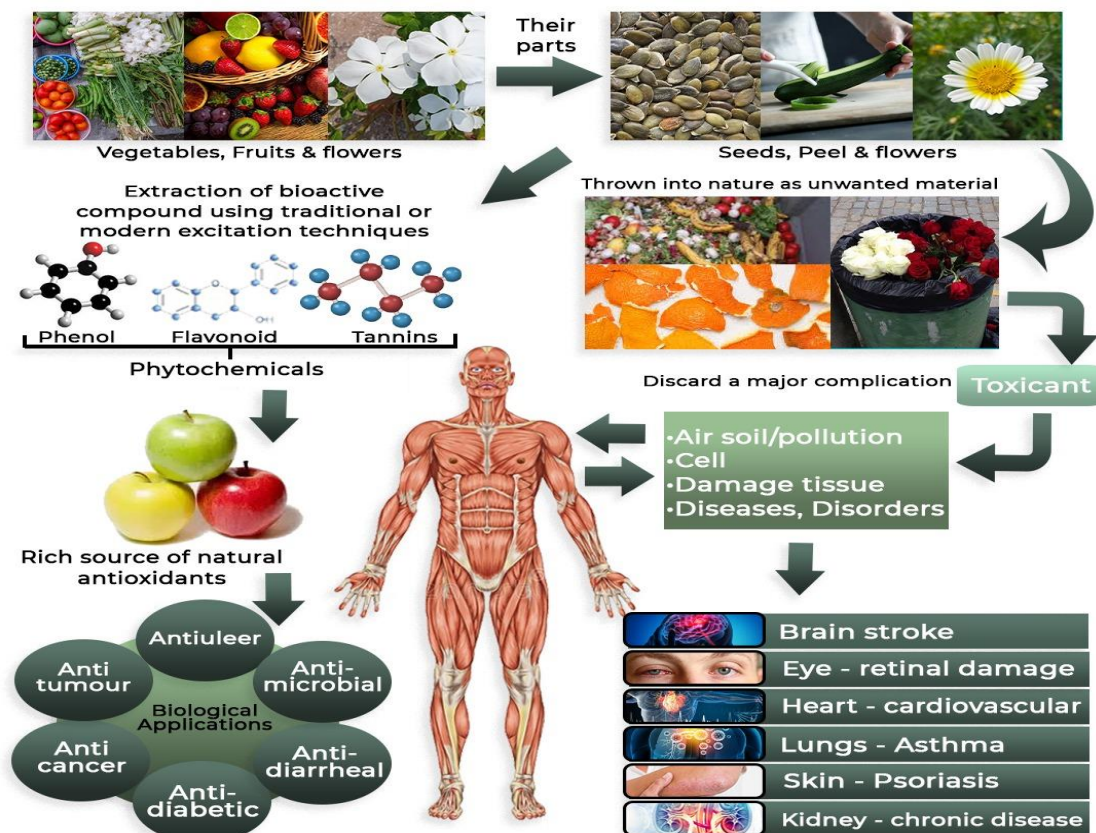 Their
parts
Vegetables, Fruits & flowers
Seeds, Peel & flowers
Extraction of bioactive
compound using traditional or
modern excitation techniques
Thrown into nature as unwanted material
Phenol
Flavonoid
Tannins
Phytochemicals
O
OH
Discard a major complication
Toxicant
•Air soil/pollution
•Cell
•Damage tissue
•Diseases, Disorders
Rich source of natural
antioxidants
Antiuleer
Anti
tumour
Anti-
microbial
Biological
Applications
Anti
cancer
Anti-
diarrheal
Anti-
diabetic
Brain stroke
Eye - retinal damage
Heart - cardiovascular
Lungs - Asthma
Skin - Psoriasis
Kidney - chronic disease